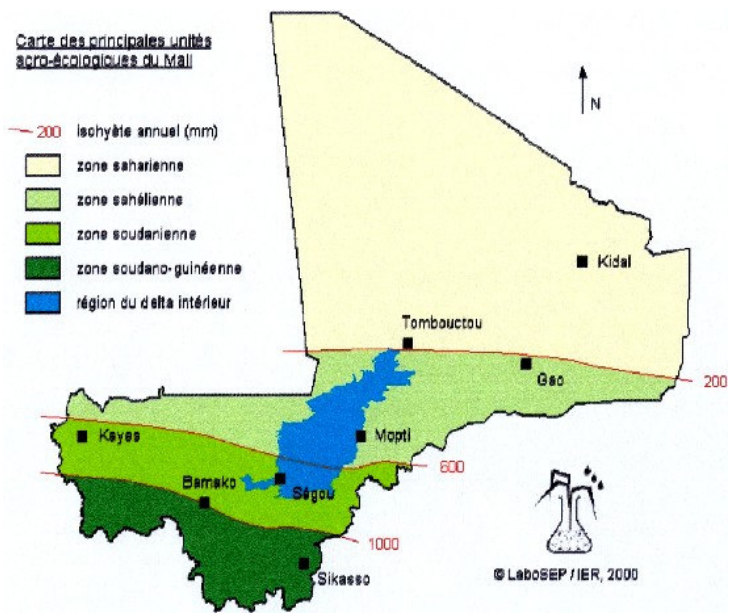 Carte des principales unités
agro-écologiques du Mali
200 isohyète annuel (mm)
zone saharienne
zone sahélienne
zone soudanienne
zone soudano-guinéenne
région du delta intérieur
N
Kidal
Tombouctou
Gao
200
Kayes
Mopti
600
Bamako
Ségou
1000
Sikasso
© LaboSEP / IER, 2000